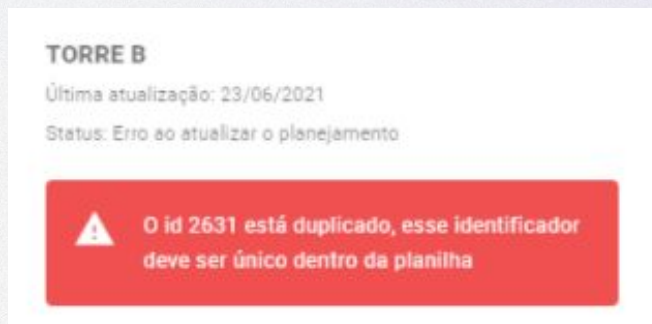 TORRE B
Última atualização: 23/06/2021
Status: Erro ao atualizar o planejamento
O id 2631 está duplicado, esse identificador
deve ser único dentro da planilha